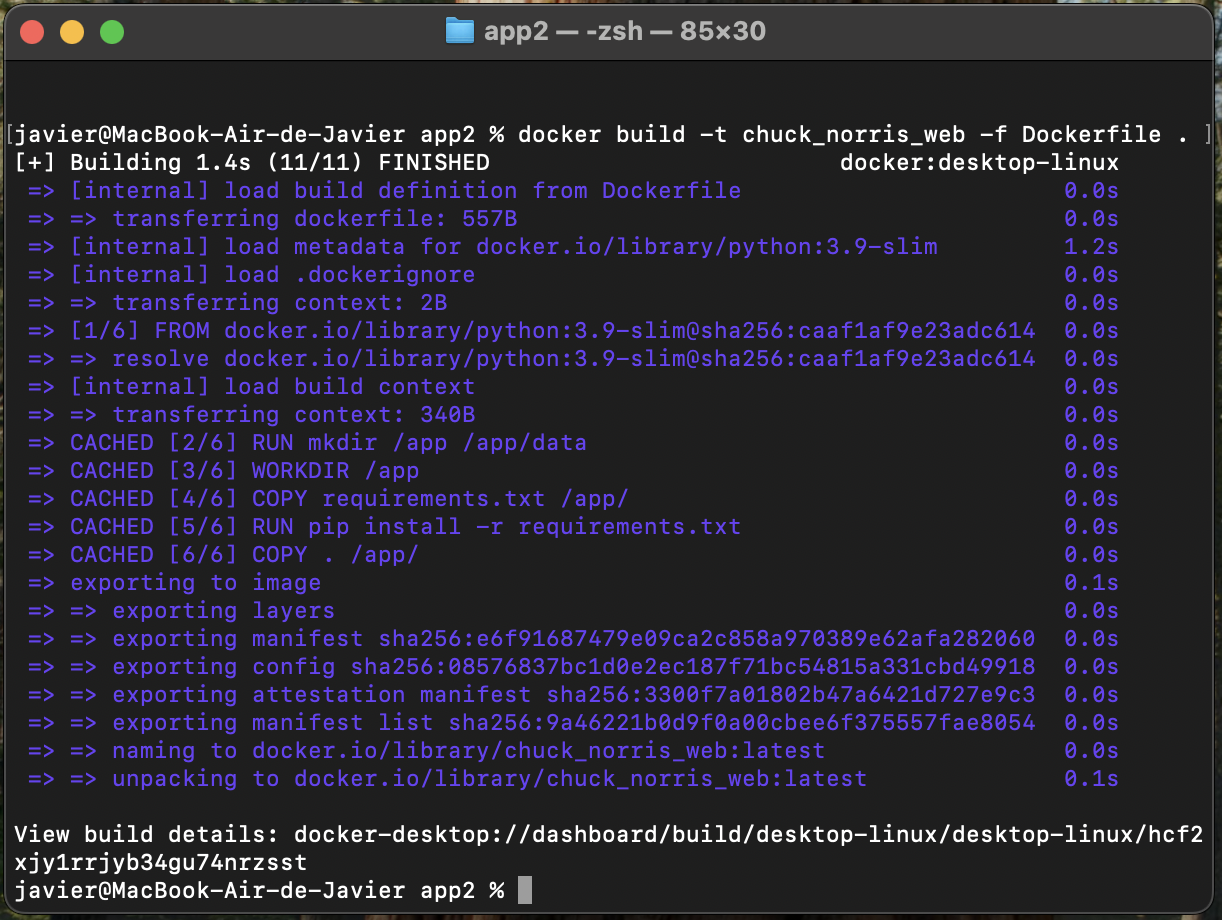 app2 — -zsh — 85×30
[javier@MacBook-Air-de-Javier app2 % docker build -t chuck_norris_web -f Dockerfile . ]
[+] Building 1.4s (11/11) FINISHED docker:desktop-linux
=> [internal] load build definition from Dockerfile 0.0s
=> => transferring dockerfile: 557B 0.0s
=> [internal] load metadata for docker.io/library/python:3.9-slim 1.2s
=> [internal] load .dockerignore 0.0s
=> => transferring context: 2B 0.0s
=> [1/6] FROM docker.io/library/python:3.9-slim@sha256:caaf1af9e23adc614 0.0s
=> => resolve docker.io/library/python:3.9-slim@sha256:caaf1af9e23adc614 0.0s
=> [internal] load build context 0.0s
=> => transferring context: 340B 0.0s
=> CACHED [2/6] RUN mkdir /app /app/data 0.0s
=> CACHED [3/6] WORKDIR /app 0.0s
=> CACHED [4/6] COPY requirements.txt /app/ 0.0s
=> CACHED [5/6] RUN pip install -r requirements.txt 0.0s
=> CACHED [6/6] COPY . /app/ 0.0s
=> exporting to image 0.1s
=> => exporting layers 0.0s
=> => exporting manifest sha256:e6f91687479e09ca2c858a970389e62afa282060 0.0s
=> => exporting config sha256:08576837bc1d0e2ec187f71bc54815a331cbd49918 0.0s
=> => exporting attestation manifest sha256:3300f7a01802b47a6421d727e9c3 0.0s
=> => exporting manifest list sha256:9a46221b0d9f0a00cbee6f375557fae8054 0.0s
=> => naming to docker.io/library/chuck_norris_web:latest 0.0s
=> => unpacking to docker.io/library/chuck_norris_web:latest 0.1s
View build details: docker-desktop://dashboard/build/desktop-linux/desktop-linux/hcf2
xjy1rrjyb34gu74nrzsst
javier@MacBook-Air-de-Javier app2 %